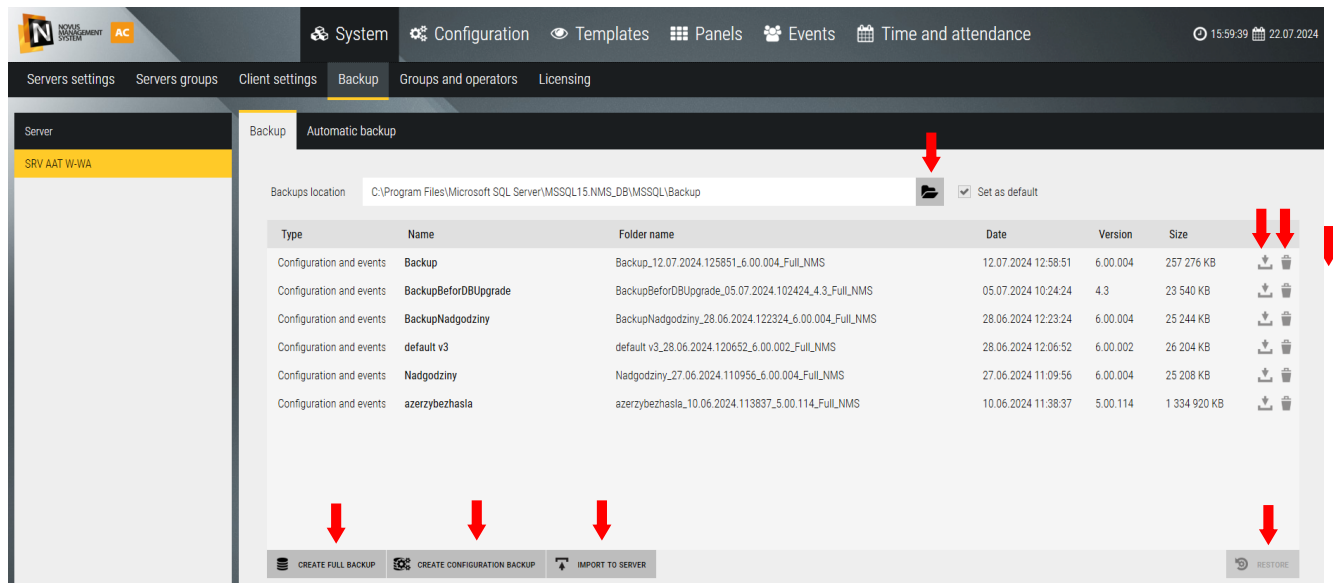 N NOVUS MANAGEMENT SYSTEM AC
System Configuration Templates Panels Events Time and attendance 15:59:39 22.07.2024
Servers settings Servers groups Client settings Backup Groups and operators Licensing
Server
SRV AAT W-WA
Backup Automatic backup
Backups location C:\Program Files\Microsoft SQL Server\MSSQL15.NMS_DB\MSSQL\Backup Set as default
Type Name Folder name Date Version Size
Configuration and events Backup Backup_12.07.2024.125851_6.00.004_Full_NMS 12.07.2024 12:58:51 6.00.004 257 276 KB
Configuration and events BackupBeforDBUpgrade BackupBeforDBUpgrade_05.07.2024.102424_4.3_Full_NMS 05.07.2024 10:24:24 4.3 23 540 KB
Configuration and events BackupNadgodziny BackupNadgodziny_28.06.2024.122324_6.00.004_Full_NMS 28.06.2024 12:23:24 6.00.004 25 244 KB
Configuration and events default v3 default v3_28.06.2024.120652_6.00.002_Full_NMS 28.06.2024 12:06:52 6.00.002 26 204 KB
Configuration and events Nadgodziny Nadgodziny_27.06.2024.110956_6.00.004_Full_NMS 27.06.2024 11:09:56 6.00.004 25 208 KB
Configuration and events azerzybezhasla azerzybezhasla_10.06.2024.113837_5.00.114_Full_NMS 10.06.2024 11:38:37 5.00.114 1 334 920 KB
CREATE FULL BACKUP CREATE CONFIGURATION BACKUP IMPORT TO SERVER RESTORE